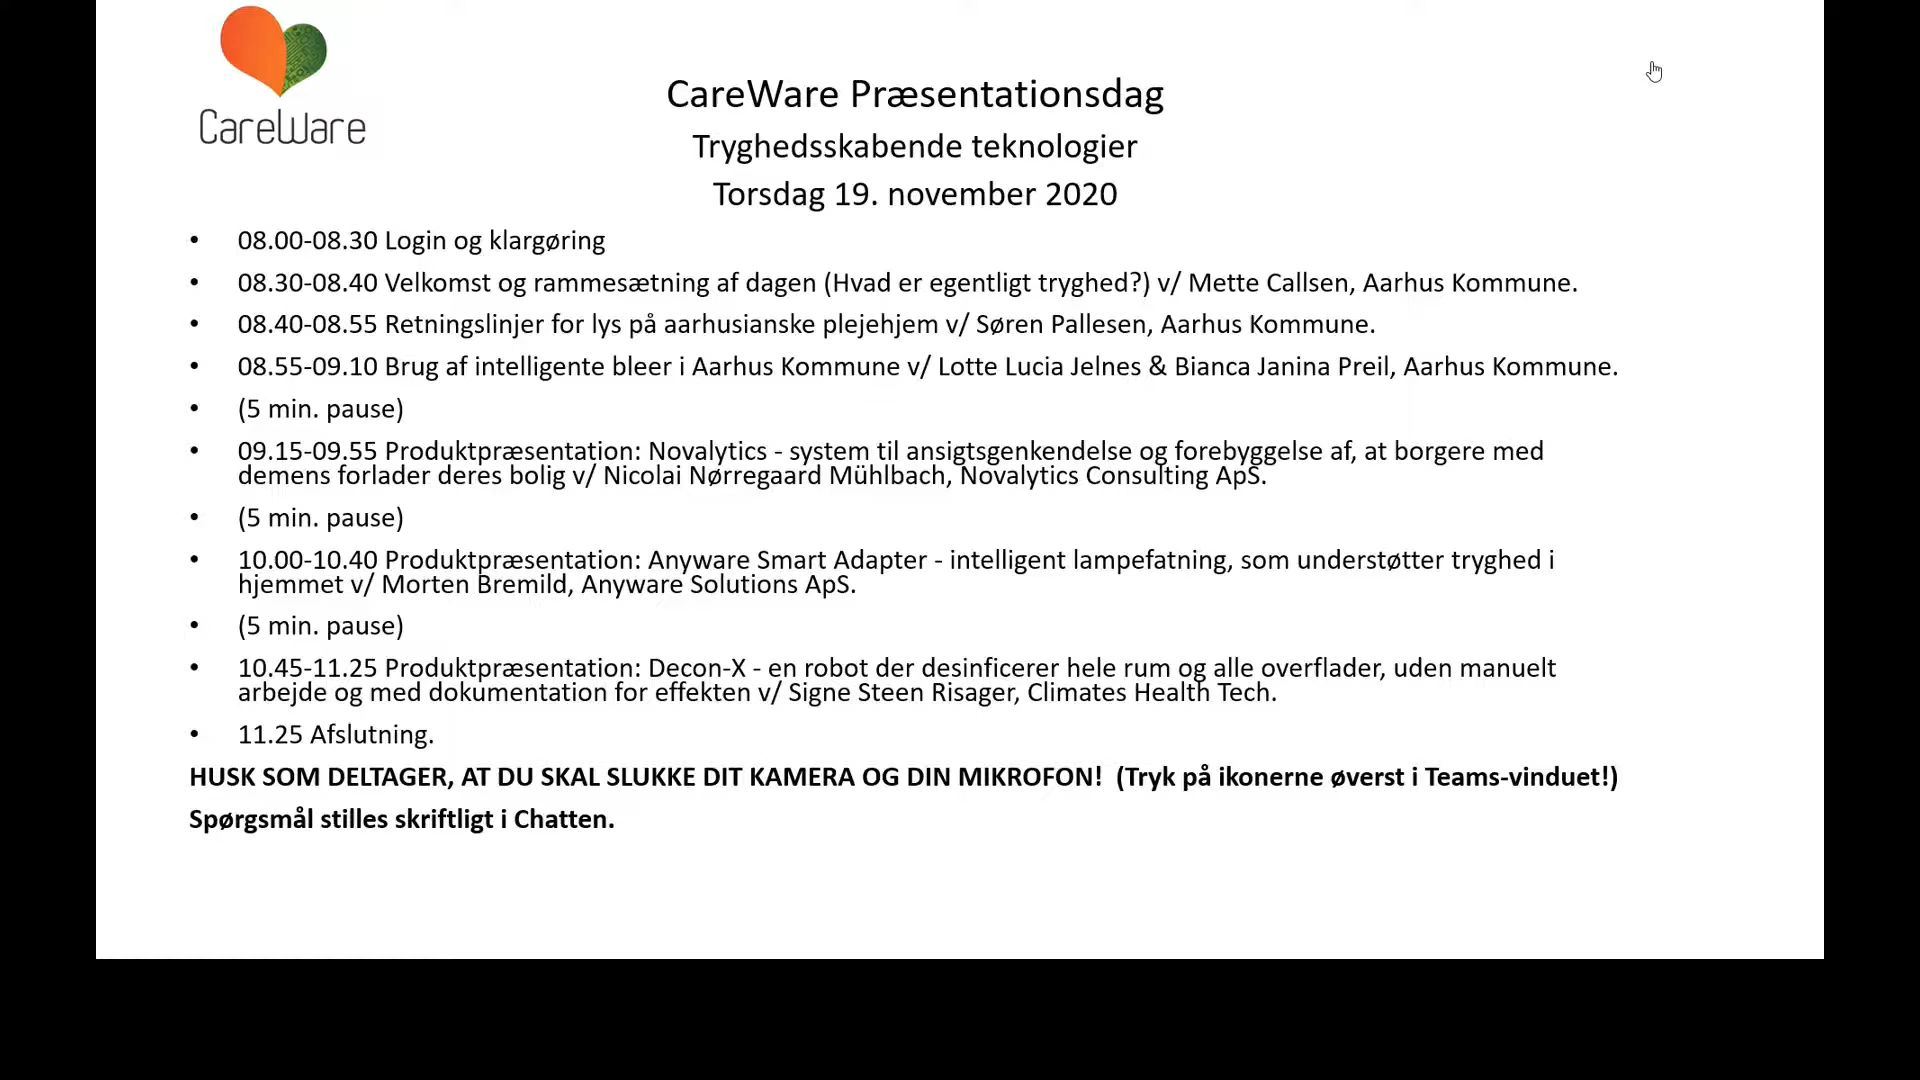 CareWare
CareWare Præsentationsdag
Tryghedsskabende teknologier
Torsdag 19. november 2020
• 08.00-08.30 Login og klargøring
• 08.30-08.40 Velkomst og rammesætning af dagen (Hvad er egentligt tryghed?) v/ Mette Callsen, Aarhus Kommune.
• 08.40-08.55 Retningslinjer for lys på aarhusianske plejehjem v/ Søren Pallesen, Aarhus Kommune.
• 08.55-09.10 Brug af intelligente bleer i Aarhus Kommune v/ Lotte Lucia Jelnes & Bianca Janina Preil, Aarhus Kommune.
• (5 min. pause)
• 09.15-09.55 Produktpræsentation: Novalytics - system til ansigtsgenkendelse og forebyggelse af, at borgere med
demens forlader deres bolig v/ Nicolai Nørregaard Mühlbach, Novalytics Consulting ApS.
• (5 min. pause)
• 10.00-10.40 Produktpræsentation: Anyware Smart Adapter - intelligent lampefatning, som understøtter tryghed i
hjemmet v/ Morten Bremild, Anyware Solutions ApS.
• (5 min. pause)
• 10.45-11.25 Produktpræsentation: Decon-X - en robot der desinficerer hele rum og alle overflader, uden manuelt
arbejde og med dokumentation for effekten v/ Signe Steen Risager, Climates Health Tech.
• 11.25 Afslutning.
HUSK SOM DELTAGER, AT DU SKAL SLUKKE DIT KAMERA OG DIN MIKROFON! (Tryk på ikonerne øverst i Teams-vinduet!)
Spørgsmål stilles skriftligt i Chatten.